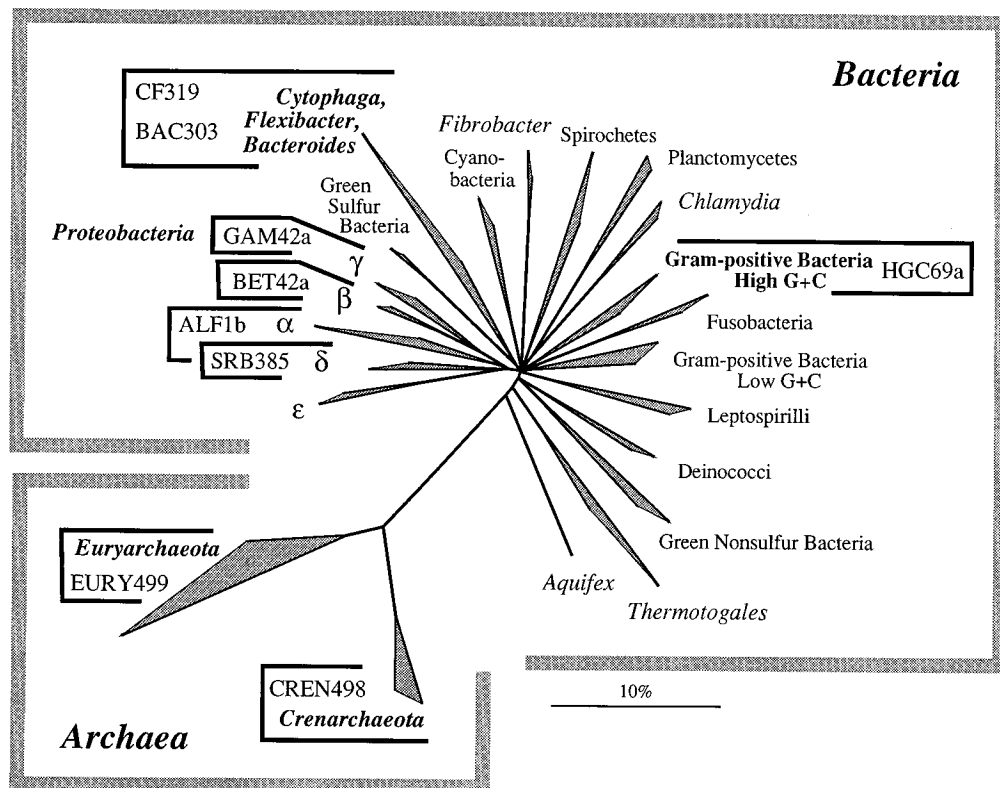 Bacteria
CF319
BAC303
Cytophaga,
Flexibacter,
Bacteroides
Fibrobacter
Cyano-
bacteria
Spirochetes
Planctomycetes
Chlamydia
Green
Sulfur
Bacteria
Proteobacteria
GAM42a
γ
BET42a
β
ALF1b α
SRB385 δ
ε
Gram-positive Bacteria
High G+C
HGC69a
Fusobacteria
Gram-positive Bacteria
Low G+C
Leptospirilli
Deinococci
Green Nonsulfur Bacteria
Aquifex
Thermotogales
Euryarchaeota
EURY499
CREN498
Crenarchaeota
10%
Archaea